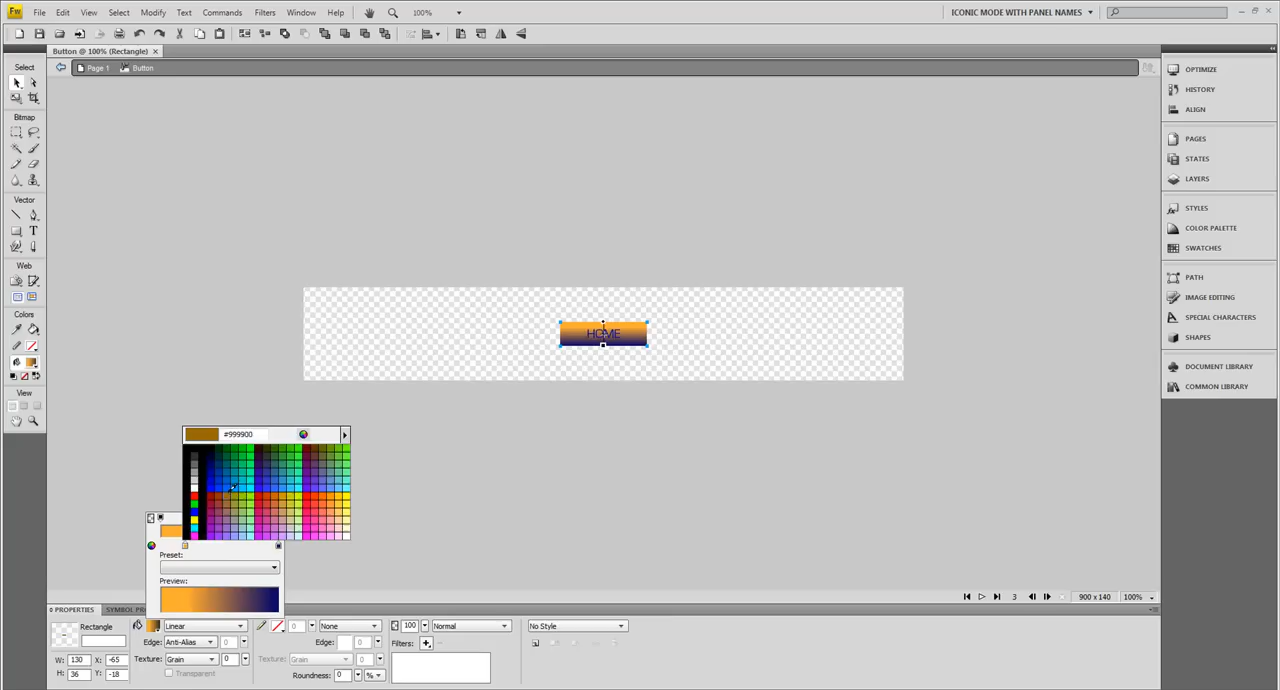 Fw File Edit View Select Modify Text Commands Filters Window Help 100% ICONIC MODE WITH PANEL NAMES
Button @ 100% (Rectangle)
Page 1 Button
Select
Bitmap
Vector
Web
Colors
View
OPTIMIZE
HISTORY
ALIGN
PAGES
STATES
LAYERS
STYLES
COLOR PALETTE
SWATCHES
PATH
IMAGE EDITING
SPECIAL CHARACTERS
SHAPES
DOCUMENT LIBRARY
COMMON LIBRARY
HOME
#999900
Preset:
Preview:
3 900 x 140 100%
PROPERTIES SYMBOL PR
Rectangle Linear 0 None 100 Normal No Style
Edge: Anti-Alias 0 Edge: 0 Filters:
W: 130 X: -65 Texture: Grain 0 Texture: Grain 0
H: 36 Y: -18 Transparent Roundness: 0 %